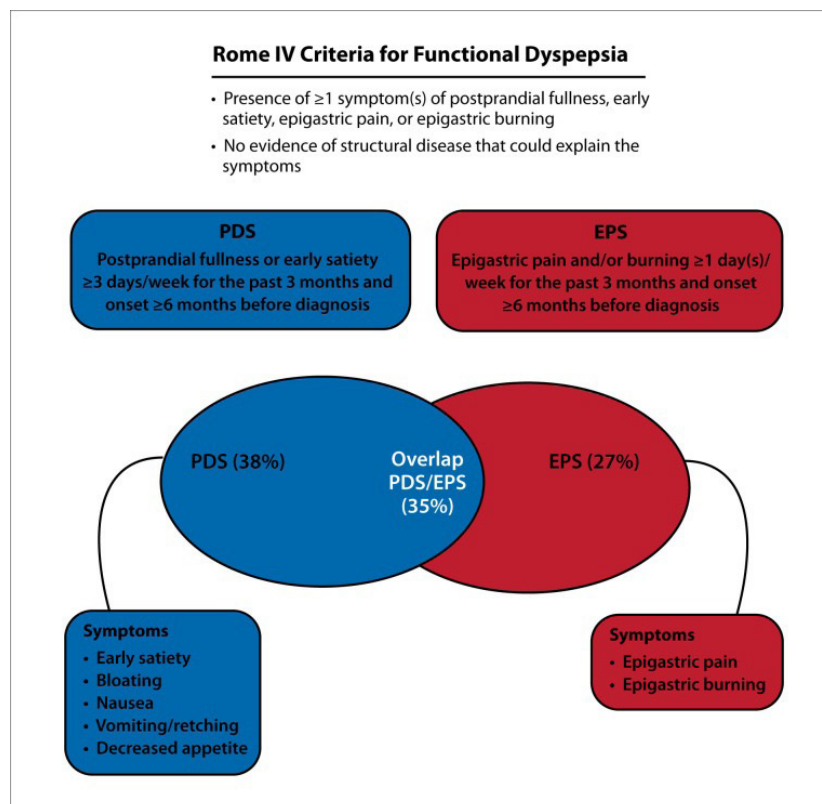 Rome IV Criteria for Functional Dyspepsia
• Presence of ≥1 symptom(s) of postprandial fullness, early
satiety, epigastric pain, or epigastric burning
• No evidence of structural disease that could explain the
symptoms
PDS
Postprandial fullness or early satiety
≥3 days/week for the past 3 months and
onset ≥6 months before diagnosis
EPS
Epigastric pain and/or burning ≥1 day(s)/
week for the past 3 months and onset
≥6 months before diagnosis
PDS (38%)
Overlap
PDS/EPS
(35%)
EPS (27%)
Symptoms
• Early satiety
• Bloating
• Nausea
• Vomiting/retching
• Decreased appetite
Symptoms
• Epigastric pain
• Epigastric burning